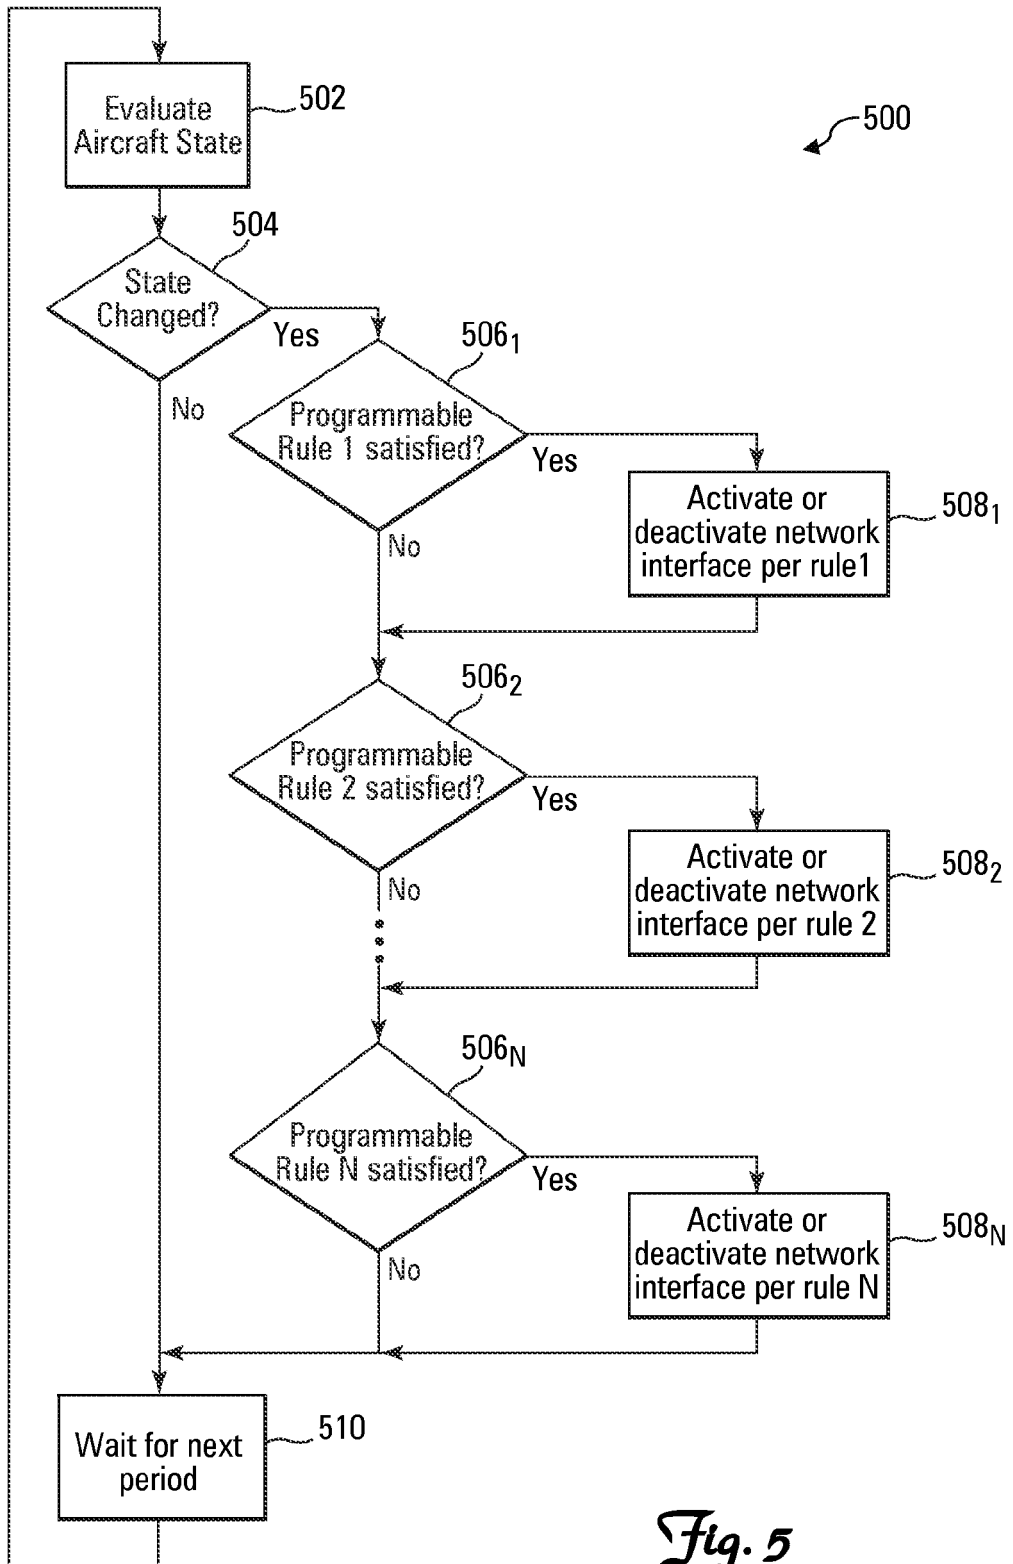 Evaluate
Aircraft State
502
500
504
State
Changed?
Yes
No
506₁
Programmable
Rule 1 satisfied?
Yes
No
Activate or
deactivate network
interface per rule1
508₁
506₂
Programmable
Rule 2 satisfied?
Yes
No
Activate or
deactivate network
interface per rule 2
508₂
506N
Programmable
Rule N satisfied?
Yes
No
Activate or
deactivate network
interface per rule N
508N
Wait for next
period
510
Fig. 5